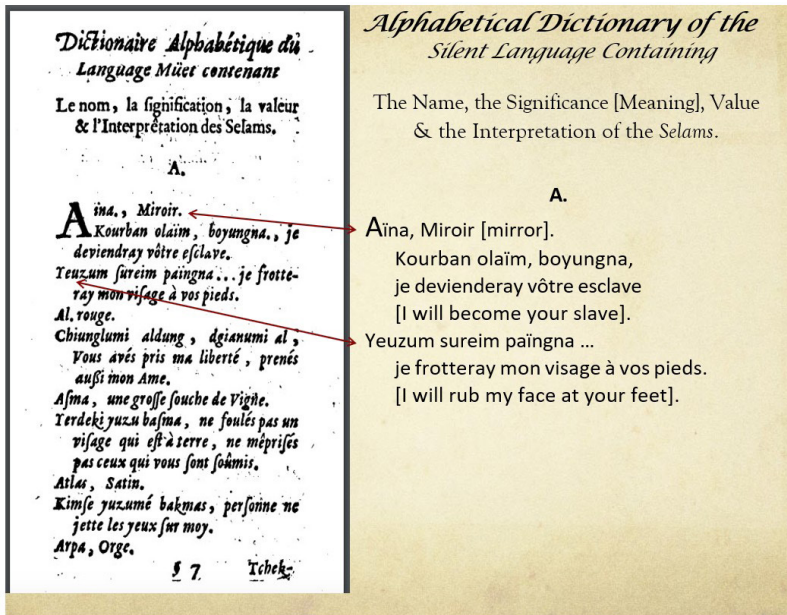 Dictionaire Alphabétique du
Language Müet contenant
Le nom, la signification, la valeur
& l'Interprêtation des Selams.
A.
Aina., Miroir.
Kourban olaïm, boyungna., je
deviendray vôtre esclave.
Yeuzum sureim païngna... je frotte-
ray mon visage à vos pieds.
Al. rouge.
Chiunglumi aldung, dgianumi al,
Vous avés pris ma liberté, prenés
aussi mon Ame.
Asma, une grosse souche de Vigne.
Yerdeki yuzu basma, ne foulés pas un
visage qui est à terre, ne méprisés
pas ceux qui vous sont soûmis.
Atlas, Satin.
Kimse yuzumé bakmas, personne ne
jette les yeux sur moy.
Arpa, Orge.
§ 7 Tchek-
Alphabetical Dictionary of the
Silent Language Containing
The Name, the Significance [Meaning], Value
& the Interpretation of the Selams.
A.
Aïna, Miroir [mirror].
Kourban olaïm, boyungna,
je devienderay vôtre esclave
[I will become your slave].
Yeuzum sureim païngna ...
je frotteray mon visage à vos pieds.
[I will rub my face at your feet].